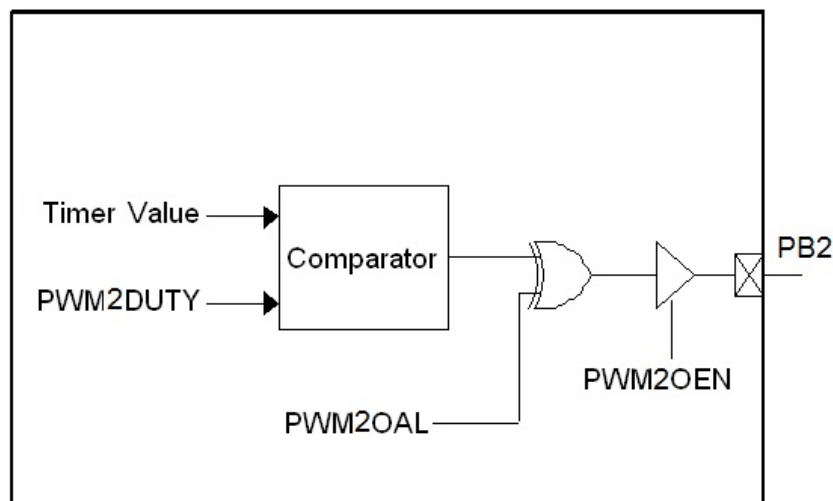 Timer Value
Comparator
PB2
PWM2DUTY
PWM2OEN
PWM2OAL